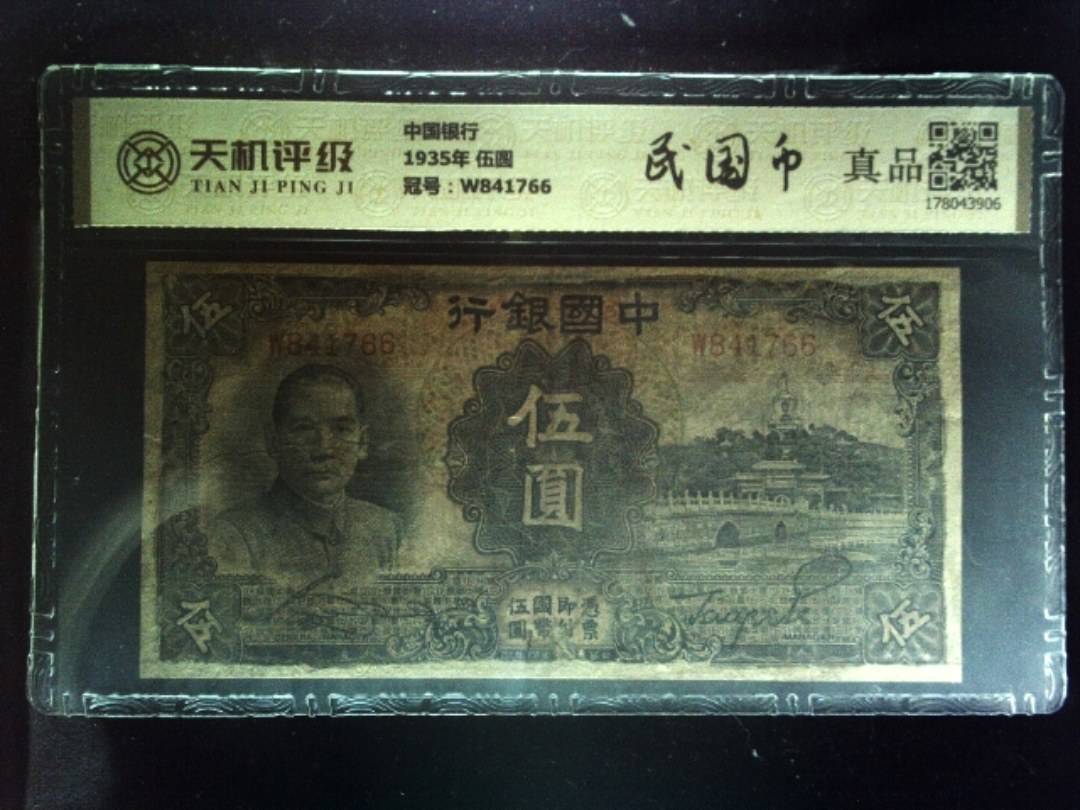 天机评级
TIAN JI PING JI
中国银行
1935年 伍圆
冠号：W841766
民国币
真品
178043906
行銀國中
伍
伍
W841766
W841766
伍
圓
憑票
即付
國幣
伍圓
伍
伍